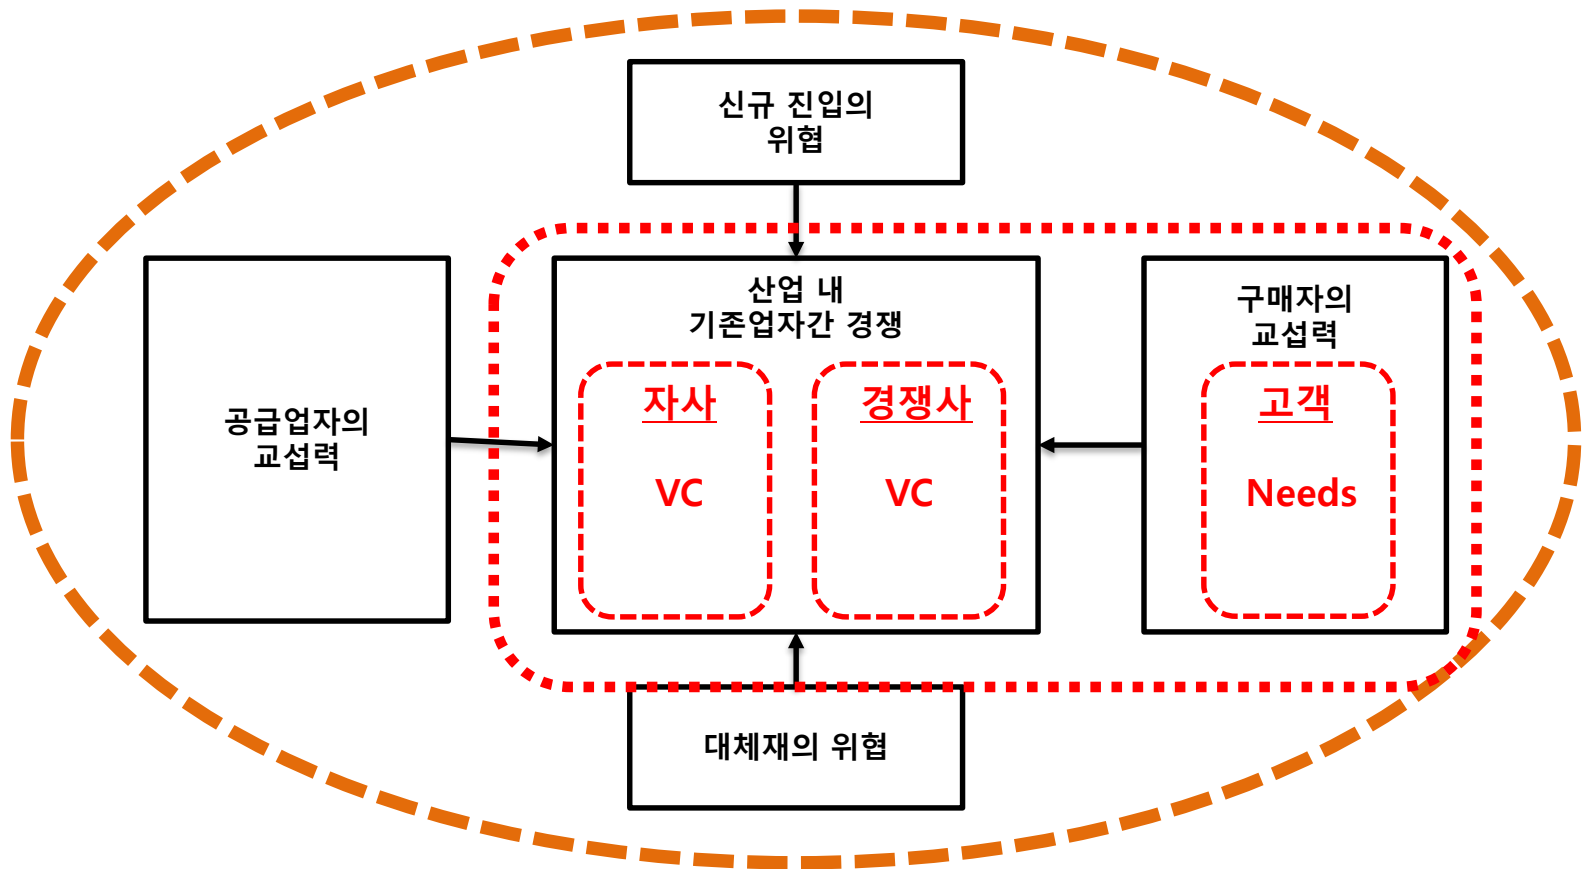 신규 진입의
위협
공급업자의
교섭력
산업 내
기존업자간 경쟁
자사
VC
경쟁사
VC
구매자의
교섭력
고객
Needs
대체재의 위협